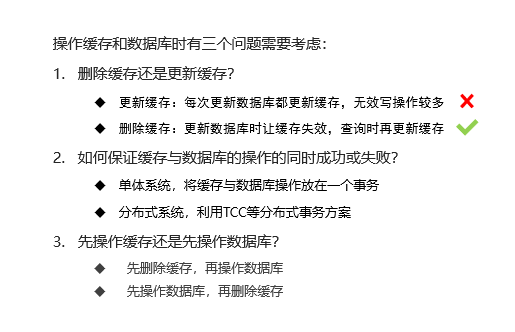 操作缓存和数据库时有三个问题需要考虑：
1. 删除缓存还是更新缓存？
◆ 更新缓存：每次更新数据库都更新缓存，无效写操作较多
◆ 删除缓存：更新数据库时让缓存失效，查询时再更新缓存
2. 如何保证缓存与数据库的操作的同时成功或失败？
◆ 单体系统，将缓存与数据库操作放在一个事务
◆ 分布式系统，利用TCC等分布式事务方案
3. 先操作缓存还是先操作数据库？
◆ 先删除缓存，再操作数据库
◆ 先操作数据库，再删除缓存